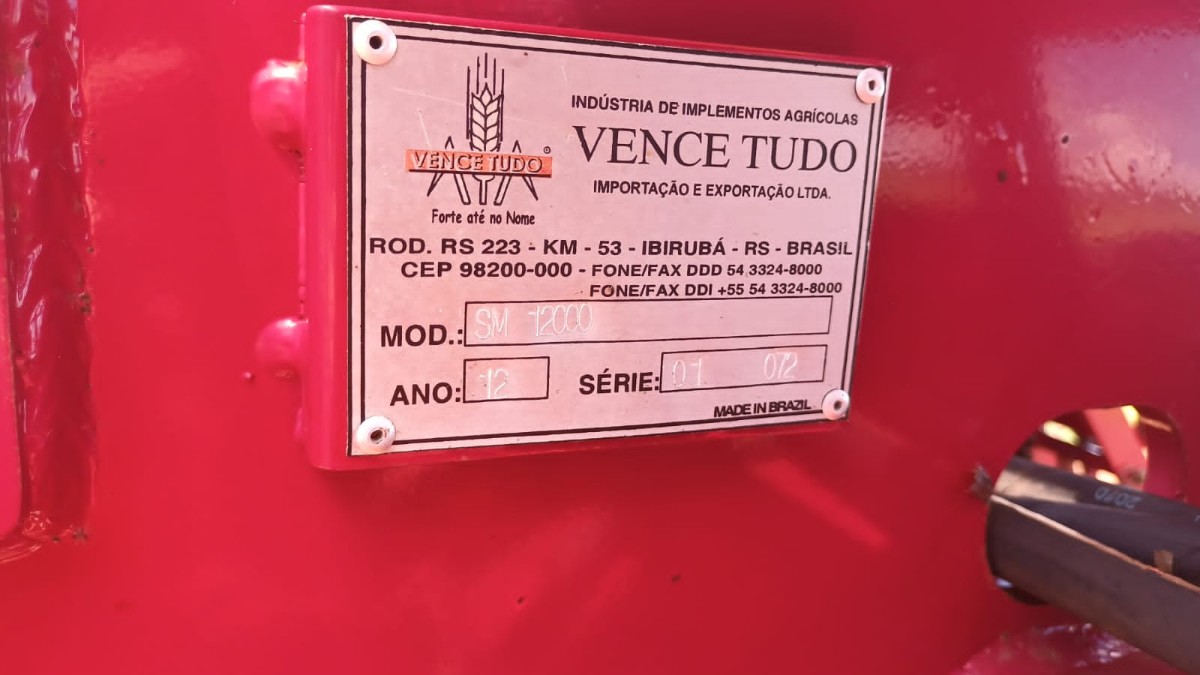 VENCE TUDO
Forte até no Nome
INDÚSTRIA DE IMPLEMENTOS AGRÍCOLAS
VENCE TUDO
IMPORTAÇÃO E EXPORTAÇÃO LTDA.
ROD. RS 223 - KM - 53 - IBIRUBÁ - RS - BRASIL
CEP 98200-000 - FONE/FAX DDD 54 3324-8000
FONE/FAX DDI +55 54 3324-8000
MOD.: SM 12000
ANO: 12 SÉRIE: 01 072
MADE IN BRAZIL